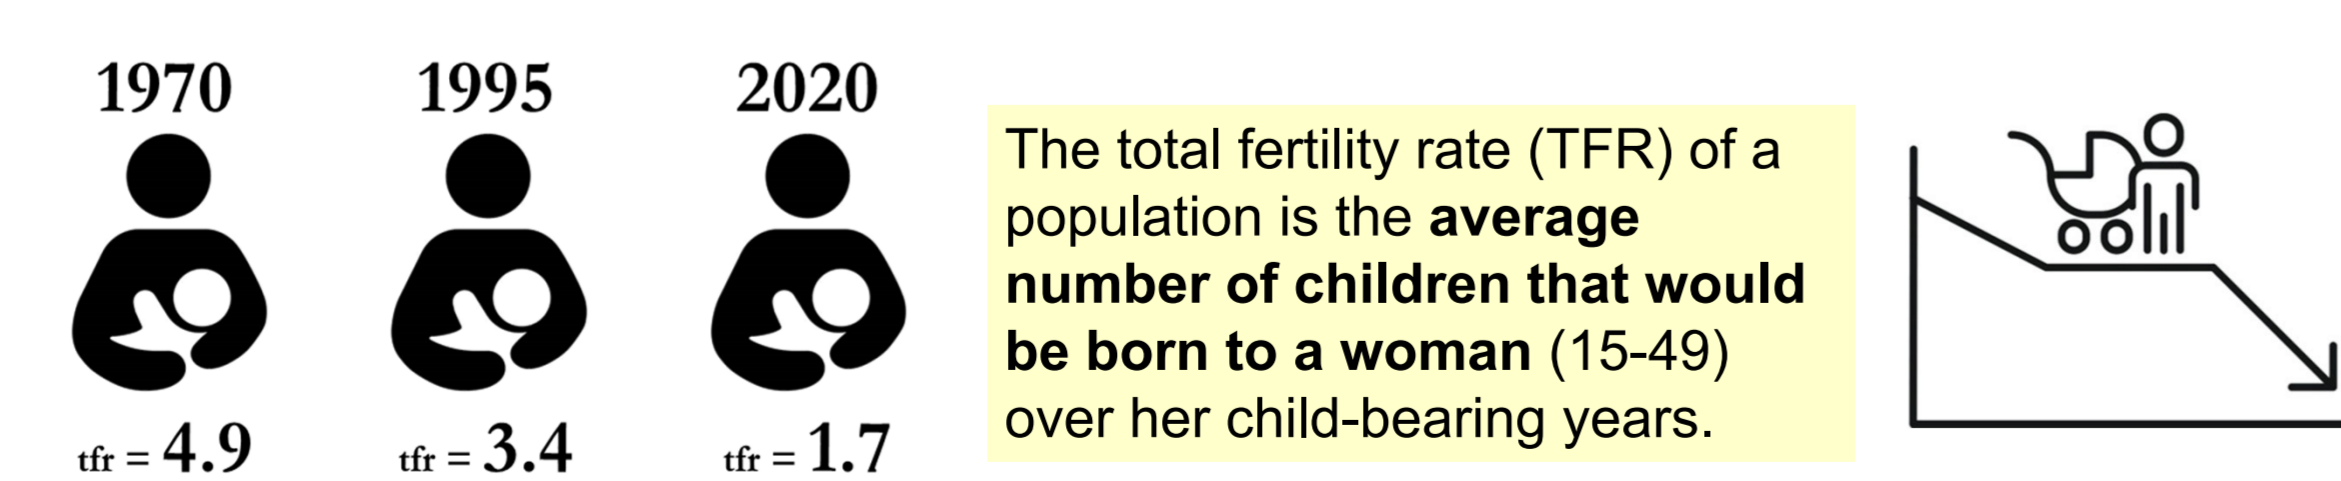 1970
1995
2020
tfr = 4.9
tfr = 3.4
tfr = 1.7
The total fertility rate (TFR) of a
population is the average
number of children that would
be born to a woman (15-49)
over her child-bearing years.